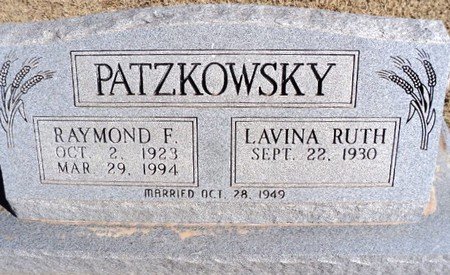 PATZKOWSKY
RAYMOND F.
OCT. 2, 1923
MAR. 29, 1994
LAVINA RUTH
SEPT. 22, 1930
MARRIED OCT. 28, 1949